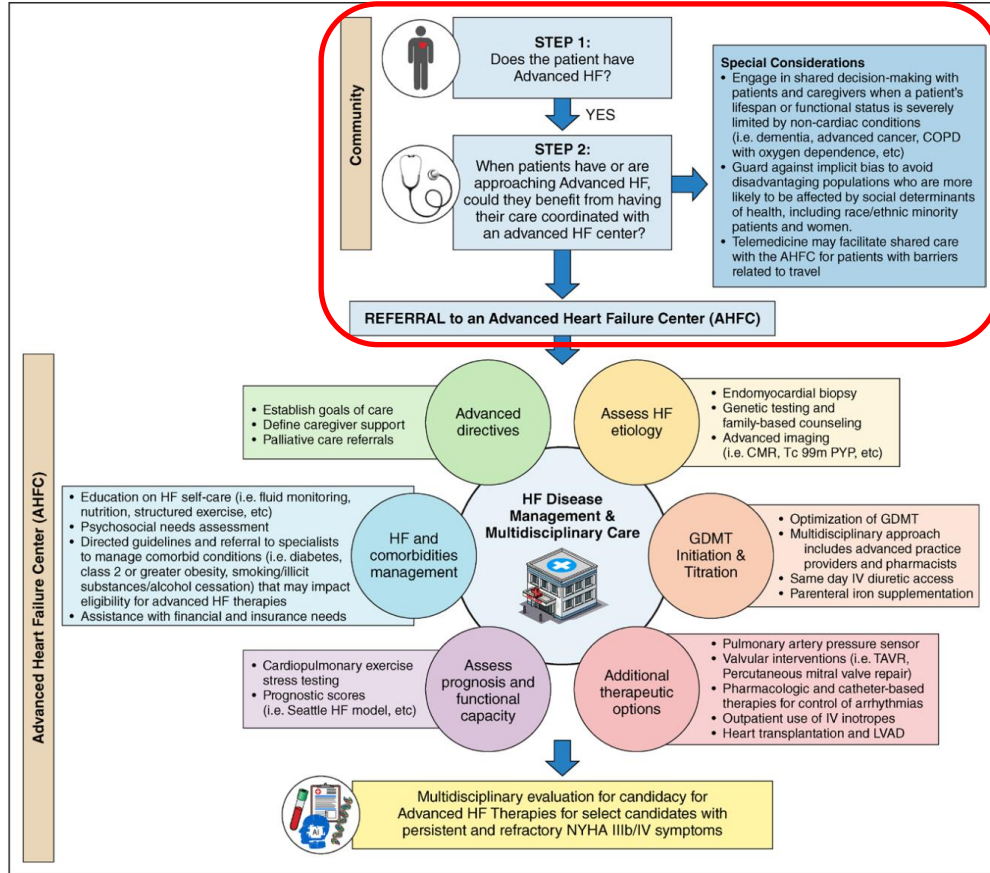 Community
STEP 1:
Does the patient have
Advanced HF?
YES
STEP 2:
When patients have or are
approaching Advanced HF,
could they benefit from having
their care coordinated with
an advanced HF center?
Special Considerations
• Engage in shared decision-making with
patients and caregivers when a patient's
lifespan or functional status is severely
limited by non-cardiac conditions
(i.e. dementia, advanced cancer, COPD
with oxygen dependence, etc)
• Guard against implicit bias to avoid
disadvantaging populations who are more
likely to be affected by social determinants
of health, including race/ethnic minority
patients and women.
• Telemedicine may facilitate shared care
with the AHFC for patients with barriers
related to travel
REFERRAL to an Advanced Heart Failure Center (AHFC)
Advanced Heart Failure Center (AHFC)
• Establish goals of care
• Define caregiver support
• Palliative care referrals
Advanced
directives
Assess HF
etiology
• Endomyocardial biopsy
• Genetic testing and
family-based counseling
• Advanced imaging
(i.e. CMR, Tc 99m PYP, etc)
• Education on HF self-care (i.e. fluid monitoring,
nutrition, structured exercise, etc)
• Psychosocial needs assessment
• Directed guidelines and referral to specialists
to manage comorbid conditions (i.e. diabetes,
class 2 or greater obesity, smoking/illicit
substances/alcohol cessation) that may impact
eligibility for advanced HF therapies
• Assistance with financial and insurance needs
HF and
comorbidities
management
HF Disease
Management &
Multidisciplinary Care
GDMT
Initiation &
Titration
• Optimization of GDMT
• Multidisciplinary approach
includes advanced practice
providers and pharmacists
• Same day IV diuretic access
• Parenteral iron supplementation
• Cardiopulmonary exercise
stress testing
• Prognostic scores
(i.e. Seattle HF model, etc)
Assess
prognosis and
functional
capacity
Additional
therapeutic
options
• Pulmonary artery pressure sensor
• Valvular interventions (i.e. TAVR,
Percutaneous mitral valve repair)
• Pharmacologic and catheter-based
therapies for control of arrhythmias
• Outpatient use of IV inotropes
• Heart transplantation and LVAD
AI
Multidisciplinary evaluation for candidacy for
Advanced HF Therapies for select candidates with
persistent and refractory NYHA IIIb/IV symptoms